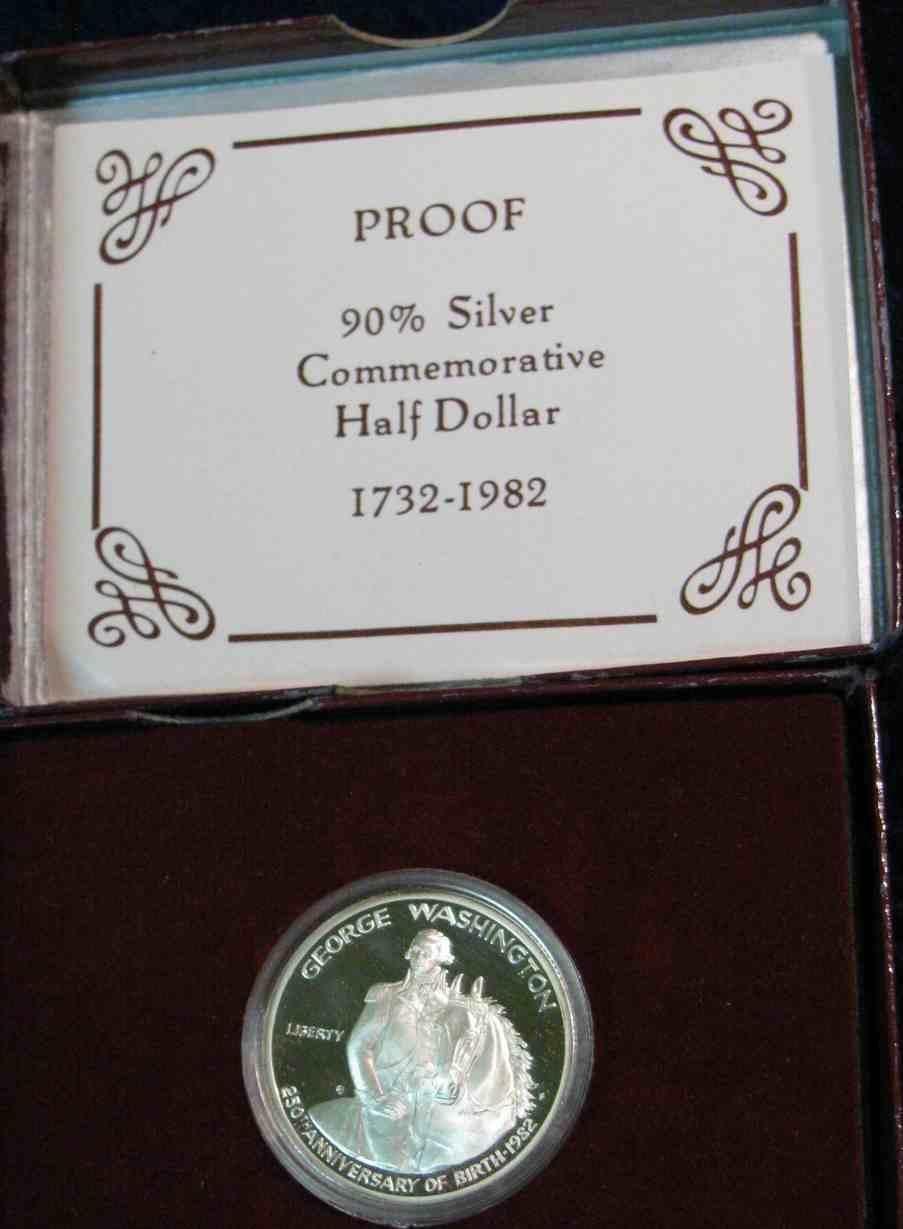 PROOF
90% Silver
Commemorative
Half Dollar
1732-1982
GEORGE WASHINGTON
LIBERTY
250TH ANNIVERSARY OF BIRTH-1982